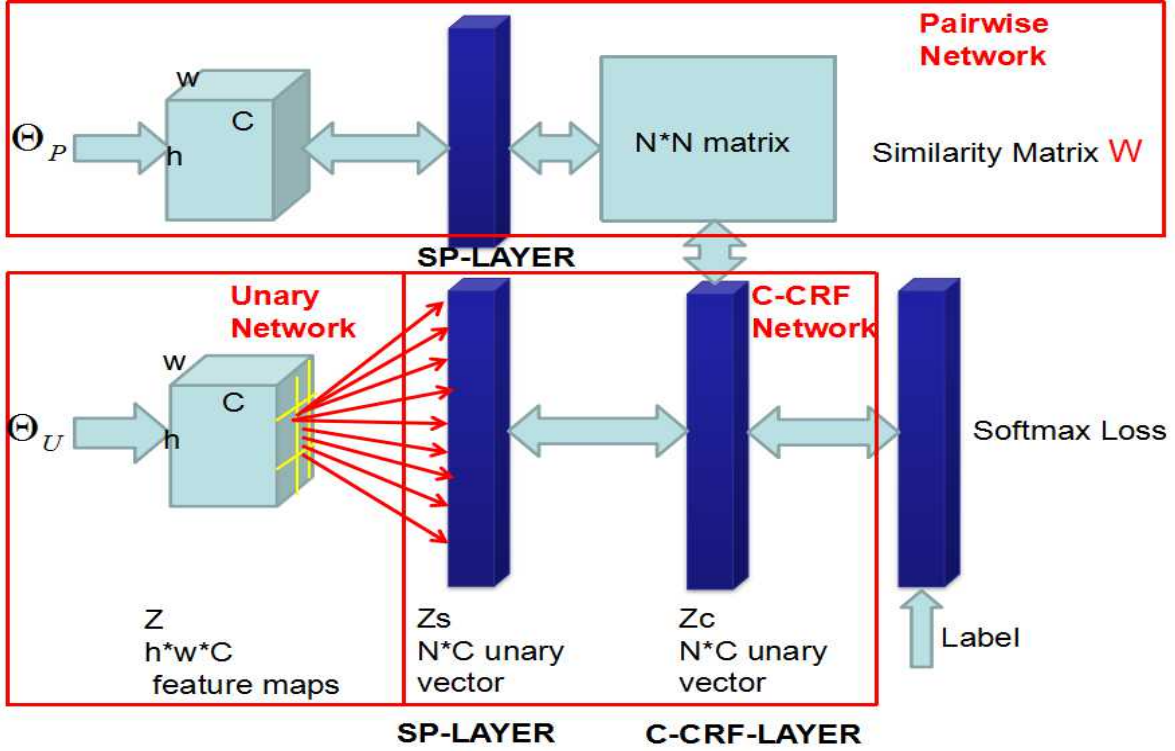 Pairwise
Network
w
C
h
Θ_P
N*N matrix
Similarity Matrix W
SP-LAYER
Unary
Network
C-CRF
Network
w
C
h
Θ_U
Softmax Loss
Z
h*w*C
feature maps
Zs
N*C unary
vector
Zc
N*C unary
vector
Label
SP-LAYER
C-CRF-LAYER